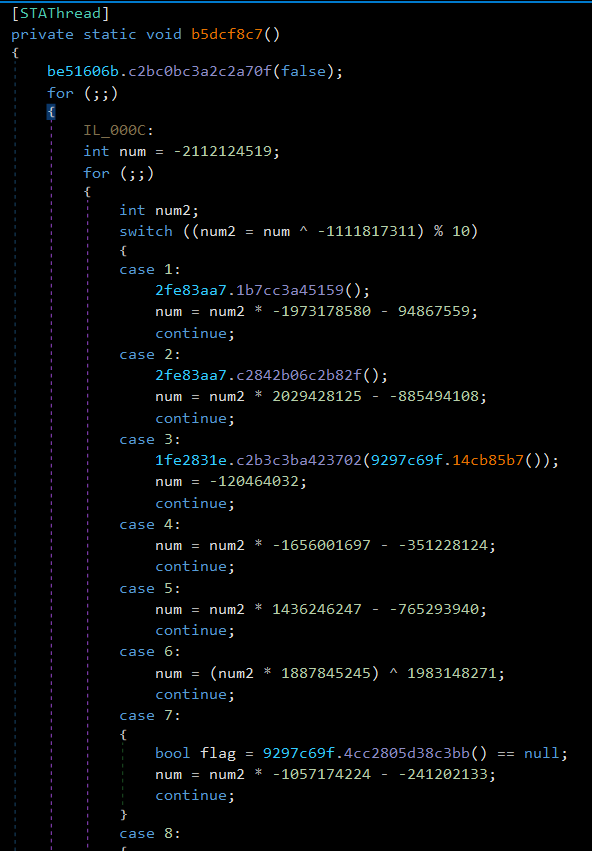 [STAThread]
private static void b5dcf8c7()
{
be51606b.c2bc0bc3a2c2a70f(false);
for (;;)
{
IL_000C:
int num = -2112124519;
for (;;)
{
int num2;
switch ((num2 = num ^ -1111817311) % 10)
{
case 1:
2fe83aa7.1b7cc3a45159();
num = num2 * -1973178580 - 94867559;
continue;
case 2:
2fe83aa7.c2842b06c2b82f();
num = num2 * 2029428125 - -885494108;
continue;
case 3:
1fe2831e.c2b3c3ba423702(9297c69f.14cb85b7());
num = -120464032;
continue;
case 4:
num = num2 * -1656001697 - -351228124;
continue;
case 5:
num = num2 * 1436246247 - -765293940;
continue;
case 6:
num = (num2 * 1887845245) ^ 1983148271;
continue;
case 7:
{
bool flag = 9297c69f.4cc2805d38c3bb() == null;
num = num2 * -1057174224 - -241202133;
continue;
}
case 8:
{